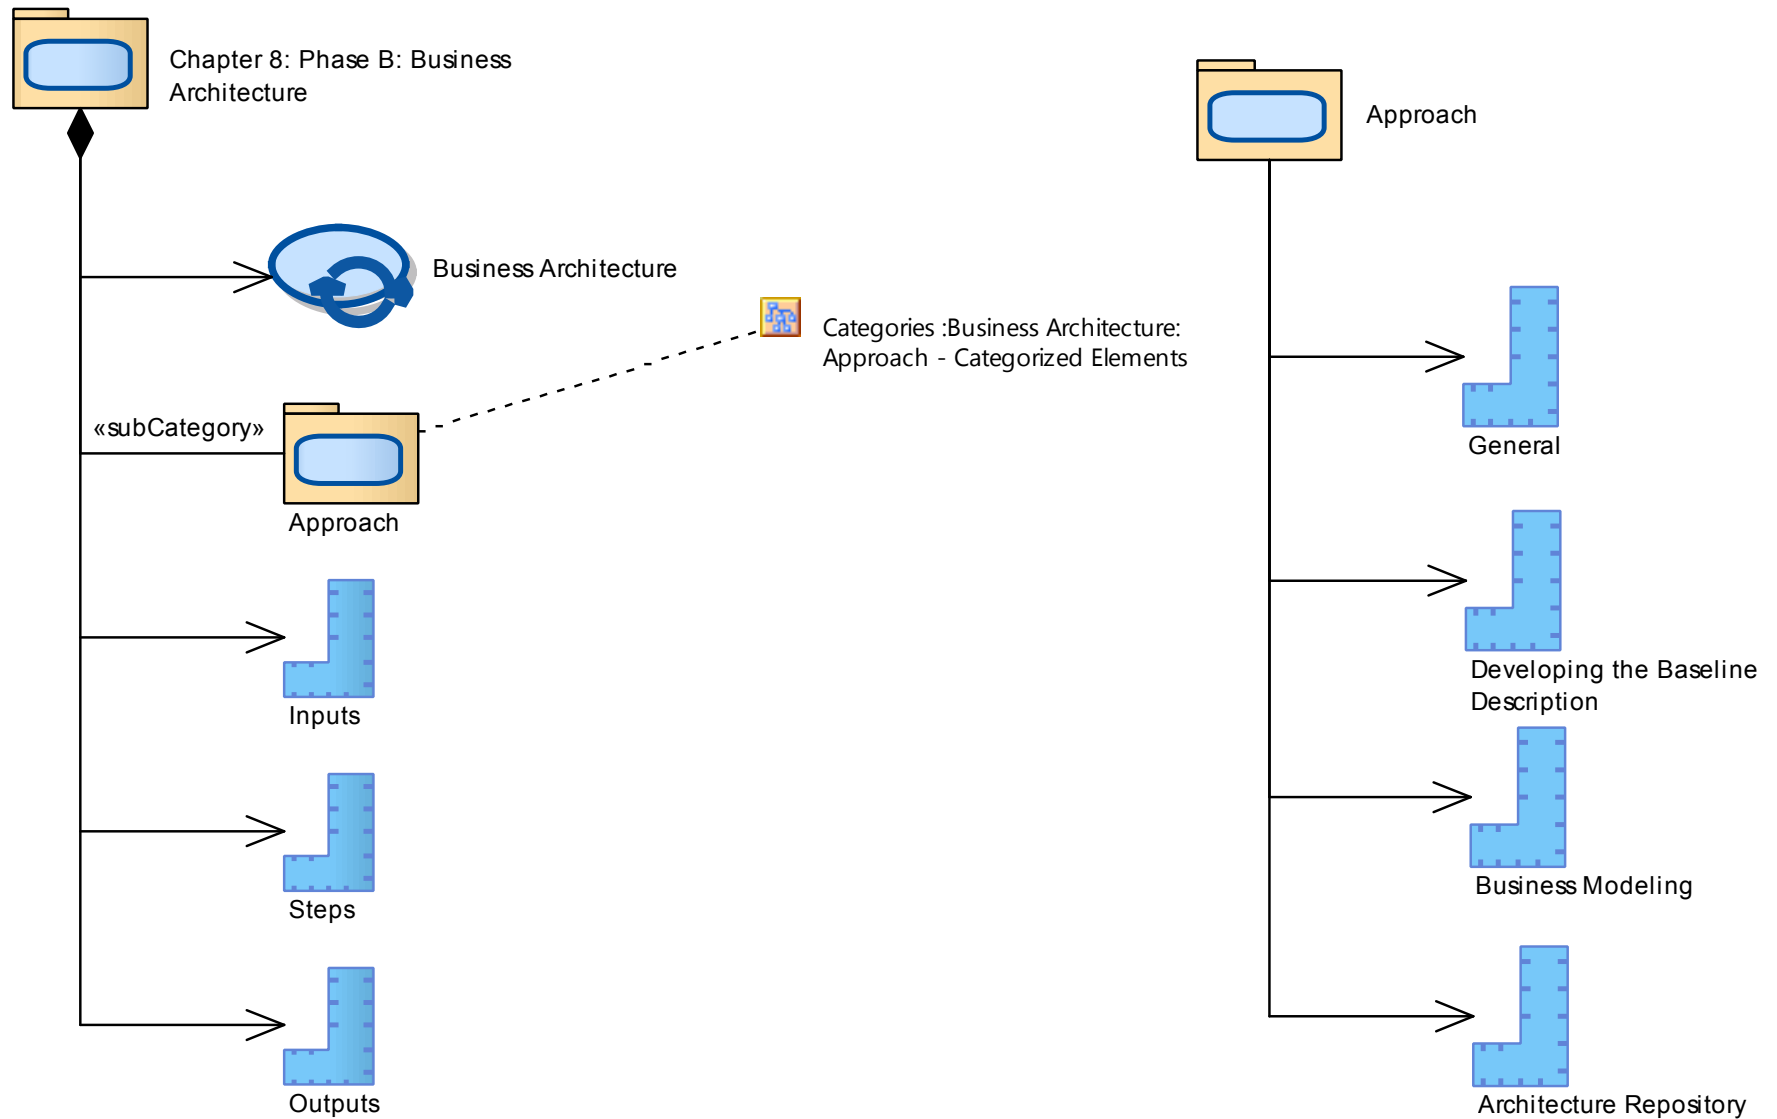 Chapter 8: Phase B: Business
Architecture
Business Architecture
Categories :Business Architecture:
Approach - Categorized Elements
«subCategory»
Approach
Inputs
Steps
Outputs
Approach
General
Developing the Baseline
Description
Business Modeling
Architecture Repository